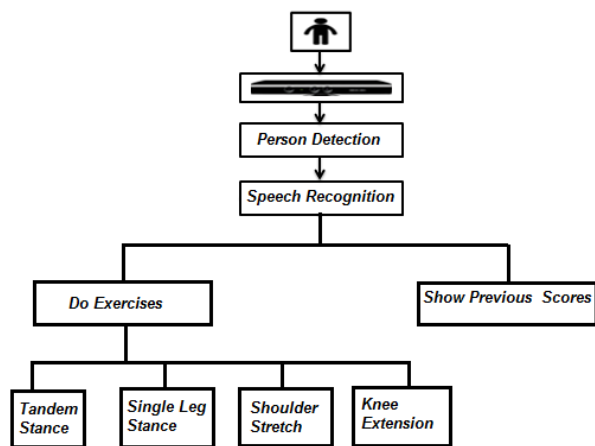 Person Detection
Speech Recognition
Do Exercises
Show Previous Scores
Tandem
Stance
Single Leg
Stance
Shoulder
Stretch
Knee
Extension